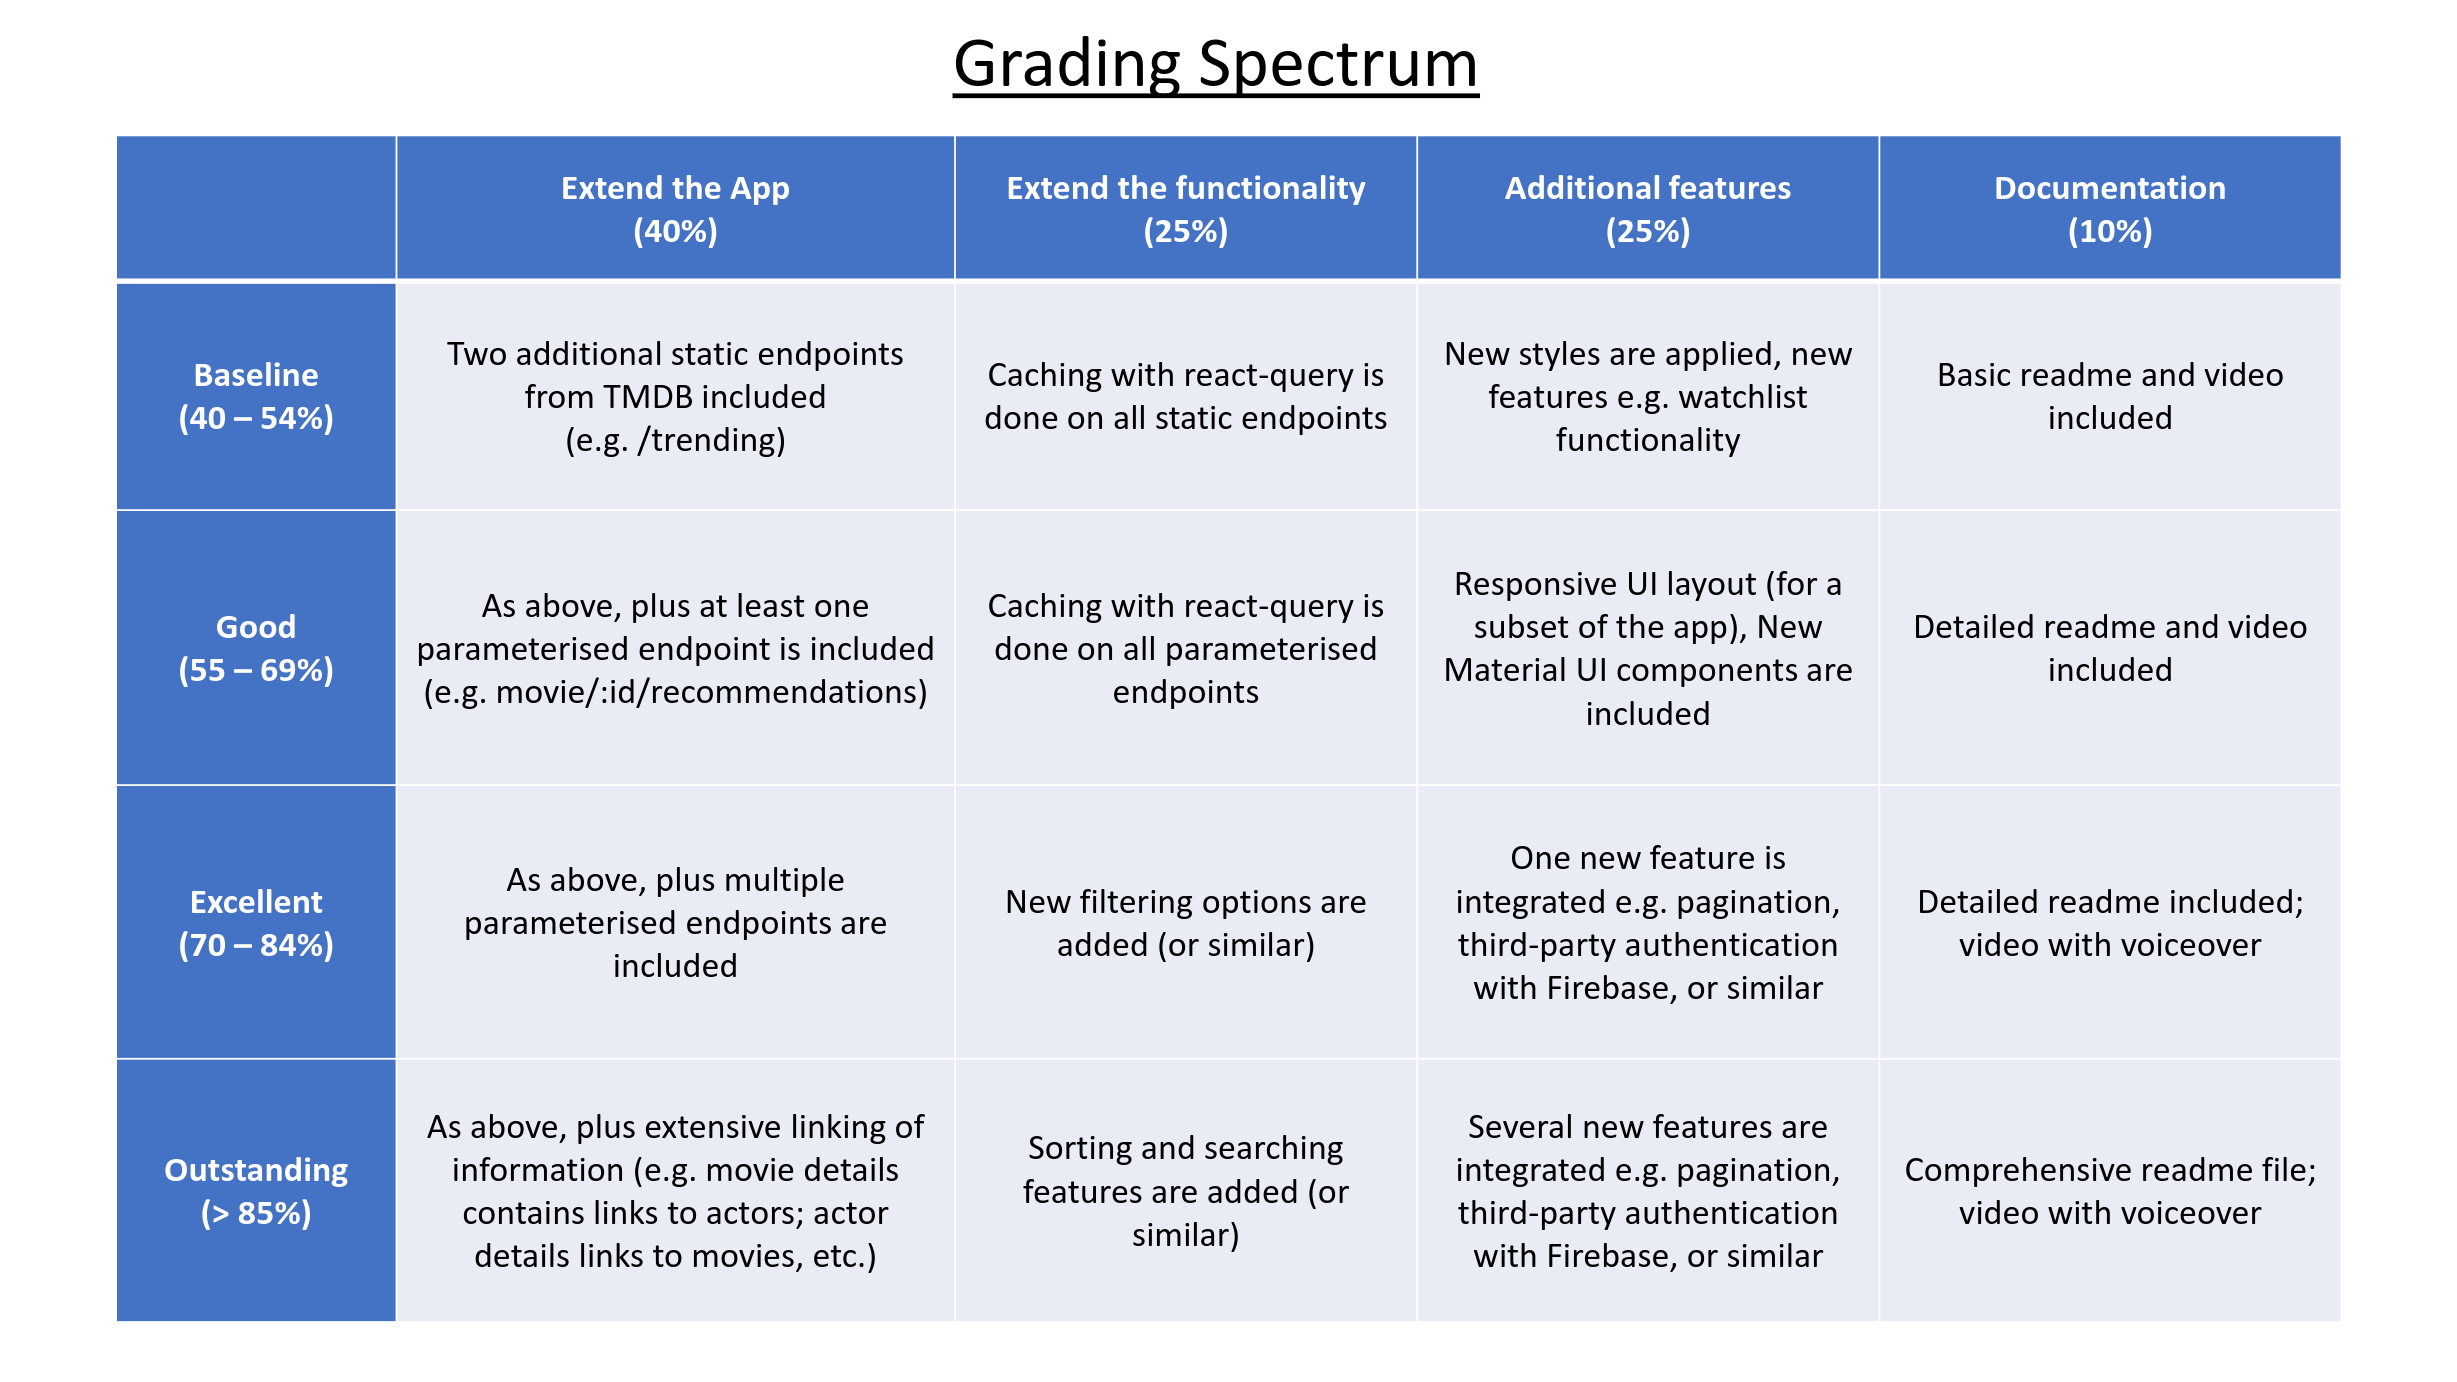 Grading Spectrum
Extend the App
(40%)
Extend the functionality
(25%)
Additional features
(25%)
Documentation
(10%)
Baseline
(40 – 54%)
Two additional static endpoints
from TMDB included
(e.g. /trending)
Caching with react-query is
done on all static endpoints
New styles are applied, new
features e.g. watchlist
functionality
Basic readme and video
included
Good
(55 – 69%)
As above, plus at least one
parameterised endpoint is included
(e.g. movie/:id/recommendations)
Caching with react-query is
done on all parameterised
endpoints
Responsive UI layout (for a
subset of the app), New
Material UI components are
included
Detailed readme and video
included
Excellent
(70 – 84%)
As above, plus multiple
parameterised endpoints are
included
New filtering options are
added (or similar)
One new feature is
integrated e.g. pagination,
third-party authentication
with Firebase, or similar
Detailed readme included;
video with voiceover
Outstanding
(> 85%)
As above, plus extensive linking of
information (e.g. movie details
contains links to actors; actor
details links to movies, etc.)
Sorting and searching
features are added (or
similar)
Several new features are
integrated e.g. pagination,
third-party authentication
with Firebase, or similar
Comprehensive readme file;
video with voiceover